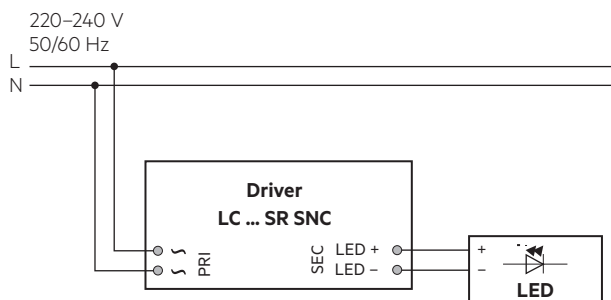 220–240 V
50/60 Hz
L
N
Driver
LC ... SR SNC
~ PRI SEC LED +
~ LED –
+
–
LED